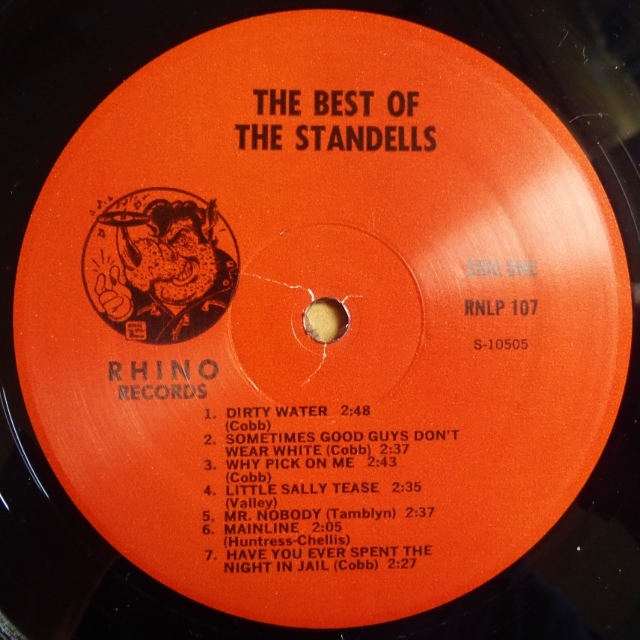 THE BEST OF
THE STANDELLS
SIDE ONE
RNLP 107
S-10505
RHINO
RECORDS
1. DIRTY WATER 2:48
(Cobb)
2. SOMETIMES GOOD GUYS DON'T
WEAR WHITE (Cobb) 2:37
3. WHY PICK ON ME 2:43
(Cobb)
4. LITTLE SALLY TEASE 2:35
(Valley)
5. MR. NOBODY (Tamblyn) 2:37
6. MAINLINE 2:05
(Huntress-Chellis)
7. HAVE YOU EVER SPENT THE
NIGHT IN JAIL (Cobb) 2:27